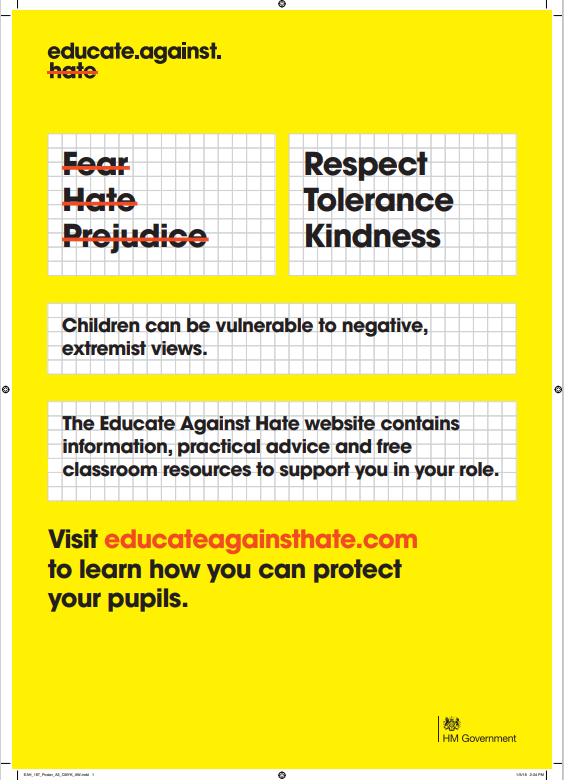 educate.against.
hate
Fear
Hate
Prejudice
Respect
Tolerance
Kindness
Children can be vulnerable to negative,
extremist views.
The Educate Against Hate website contains
information, practical advice and free
classroom resources to support you in your role.
Visit educateagainsthate.com
to learn how you can protect
your pupils.
HM Government